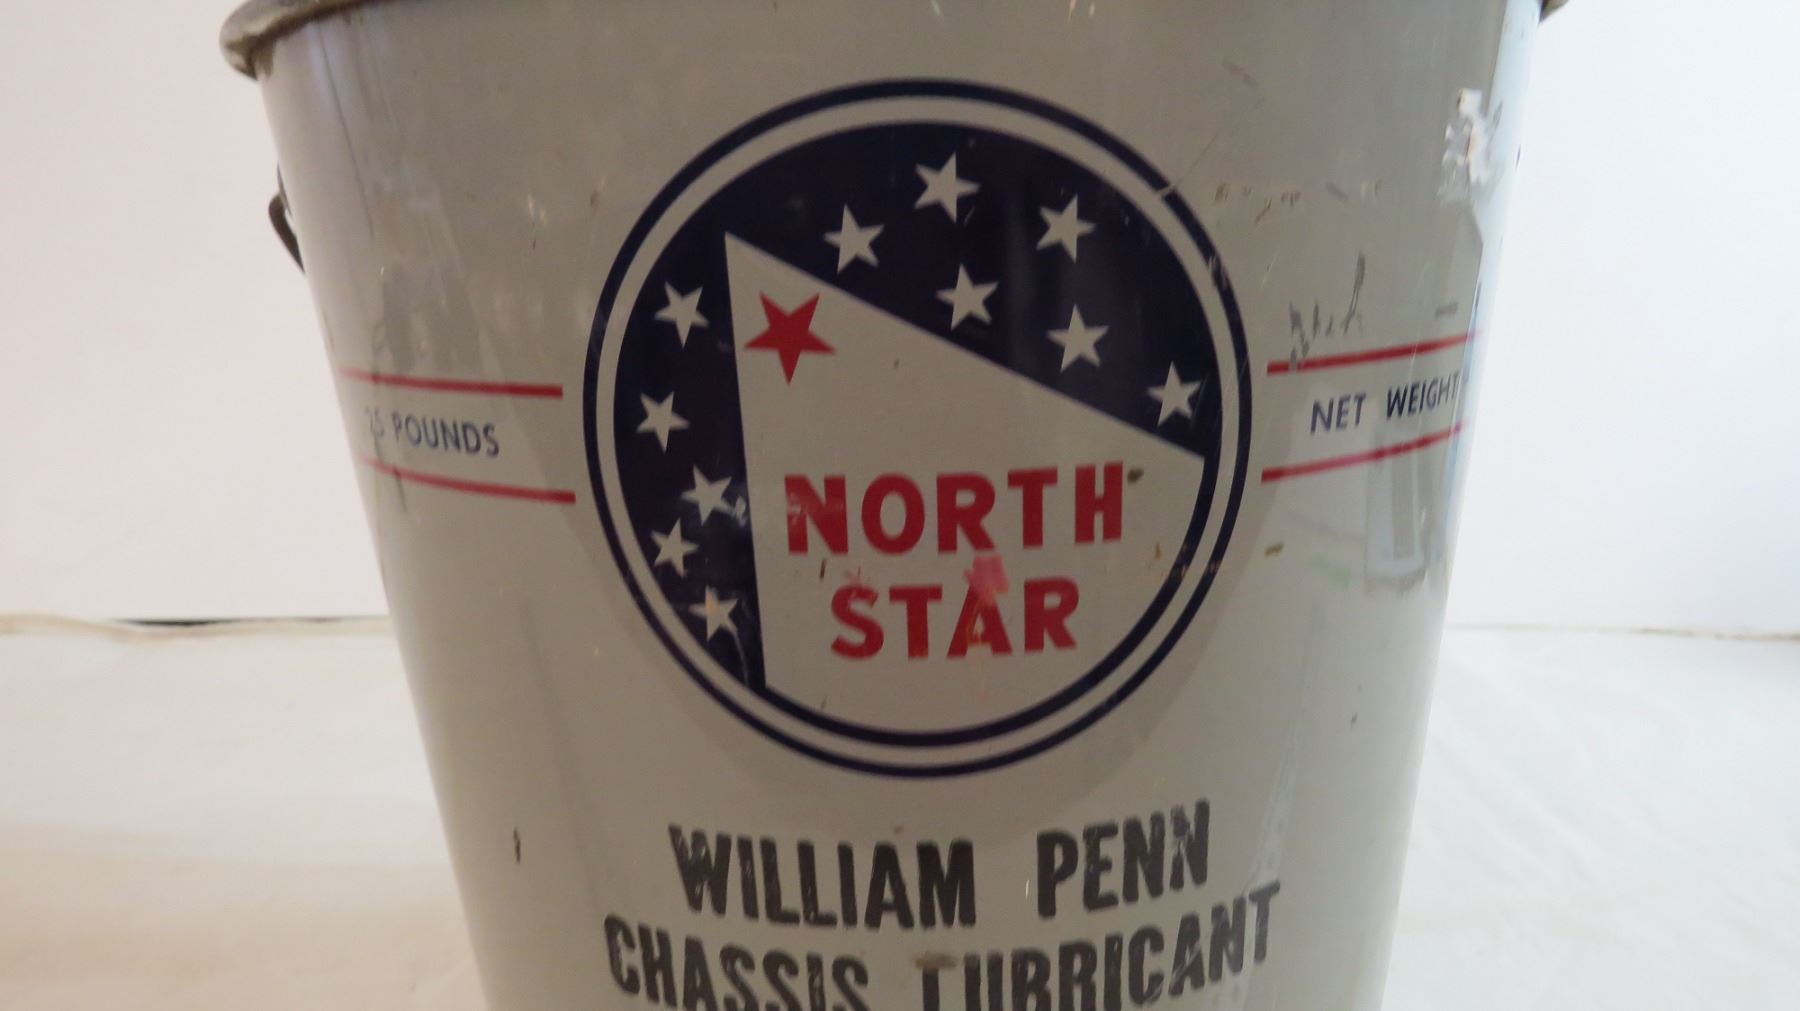 NORTH
STAR
25 POUNDS
NET WEIGHT
WILLIAM PENN
CHASSIS LUBRICANT